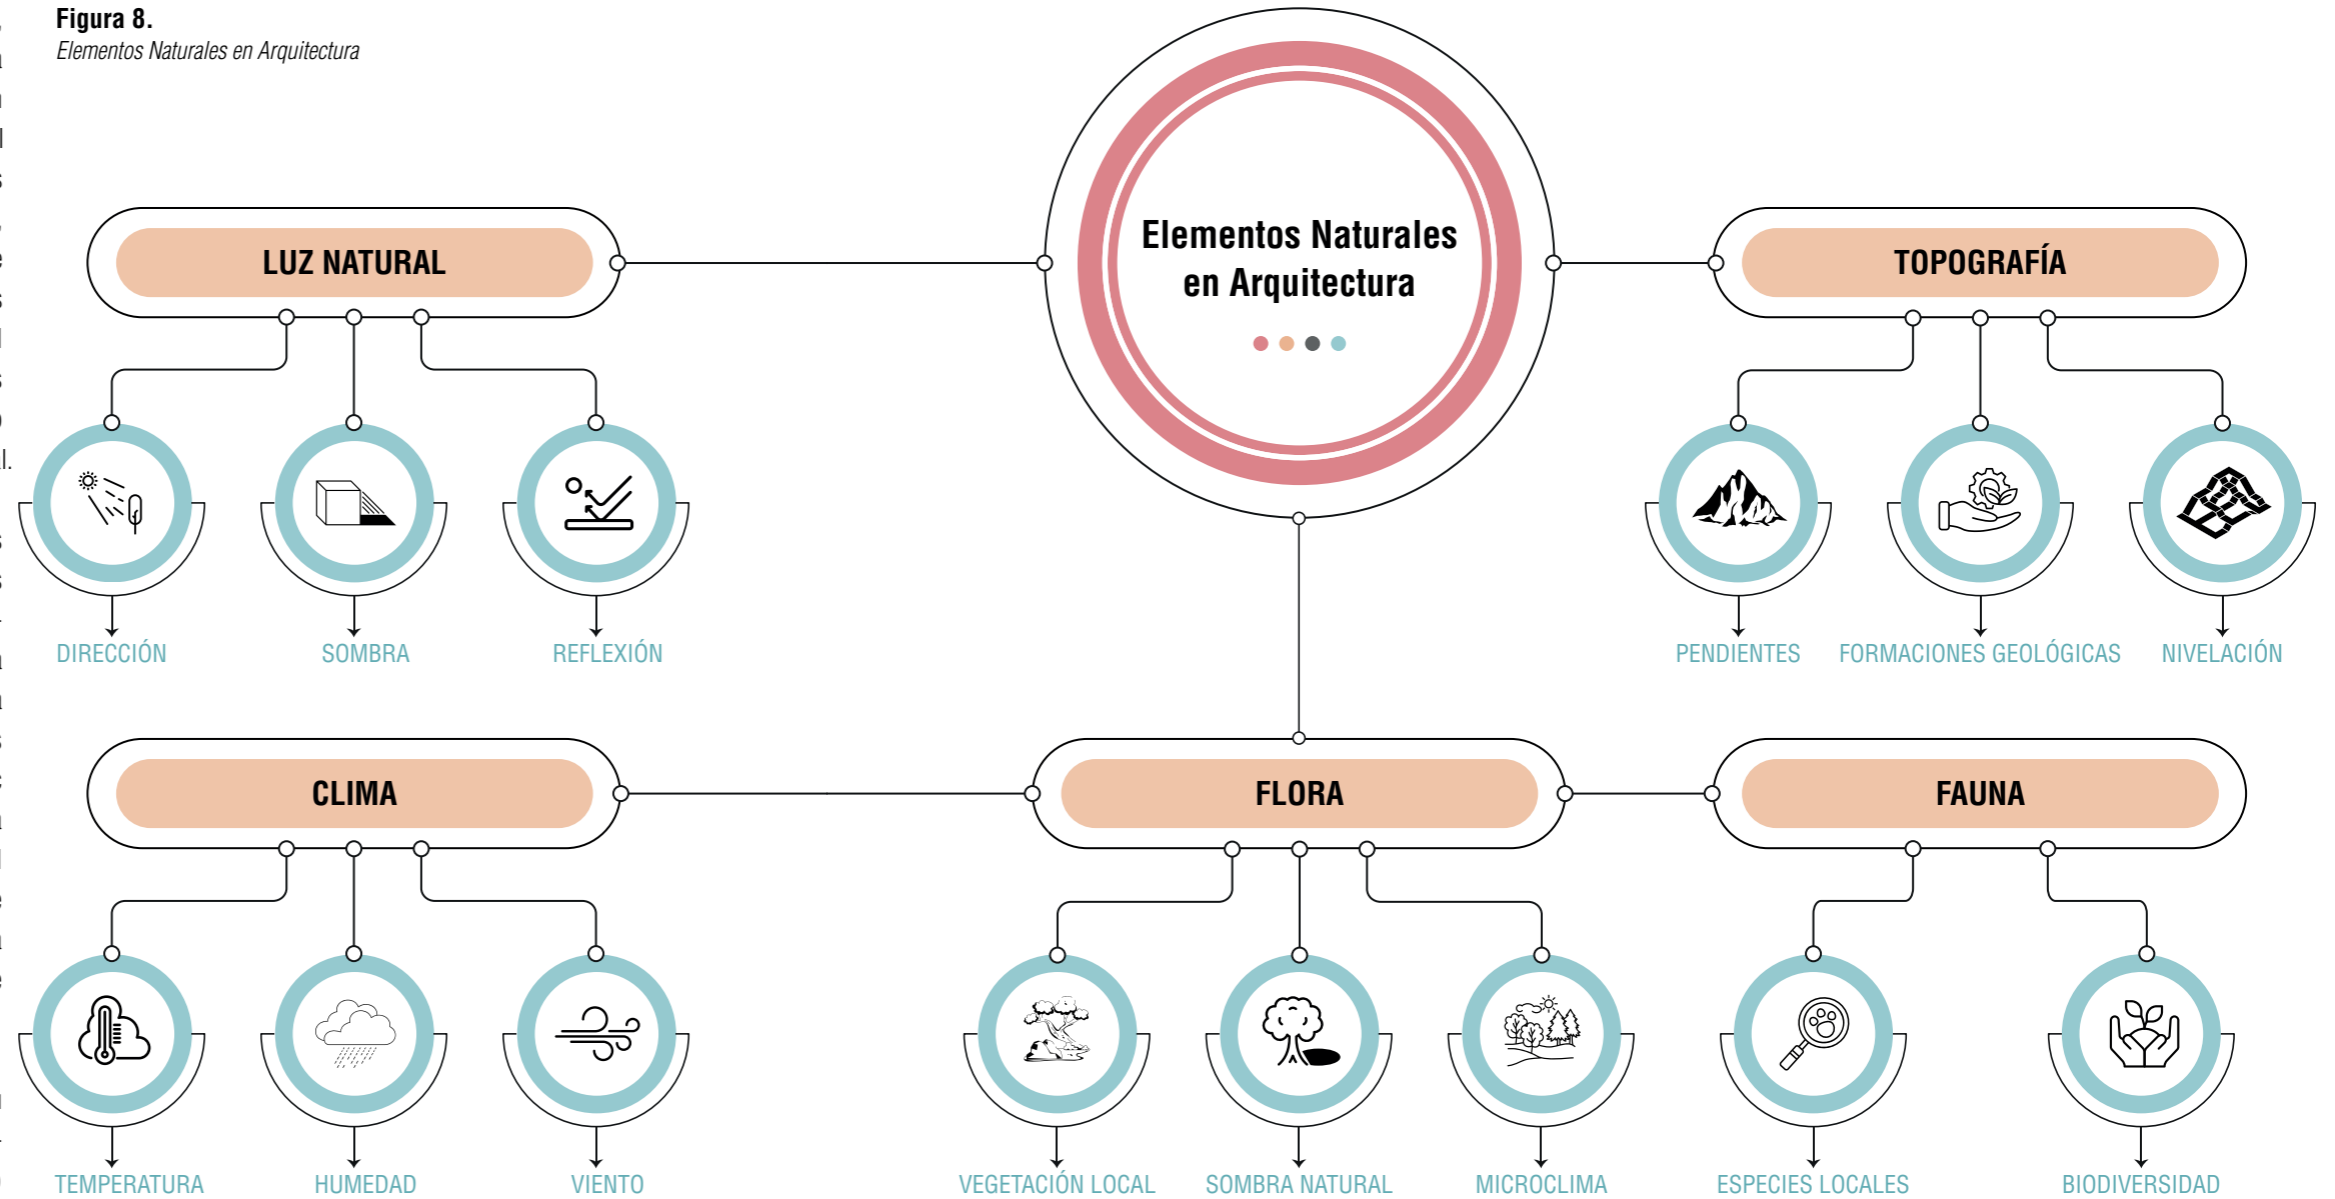 Figura 8.
Elementos Naturales en Arquitectura
Elementos Naturales
en Arquitectura
LUZ NATURAL
TOPOGRAFÍA
DIRECCIÓN
SOMBRA
REFLEXIÓN
PENDIENTES
FORMACIONES GEOLÓGICAS
NIVELACIÓN
CLIMA
FLORA
FAUNA
TEMPERATURA
HUMEDAD
VIENTO
VEGETACIÓN LOCAL
SOMBRA NATURAL
MICROCLIMA
ESPECIES LOCALES
BIODIVERSIDAD